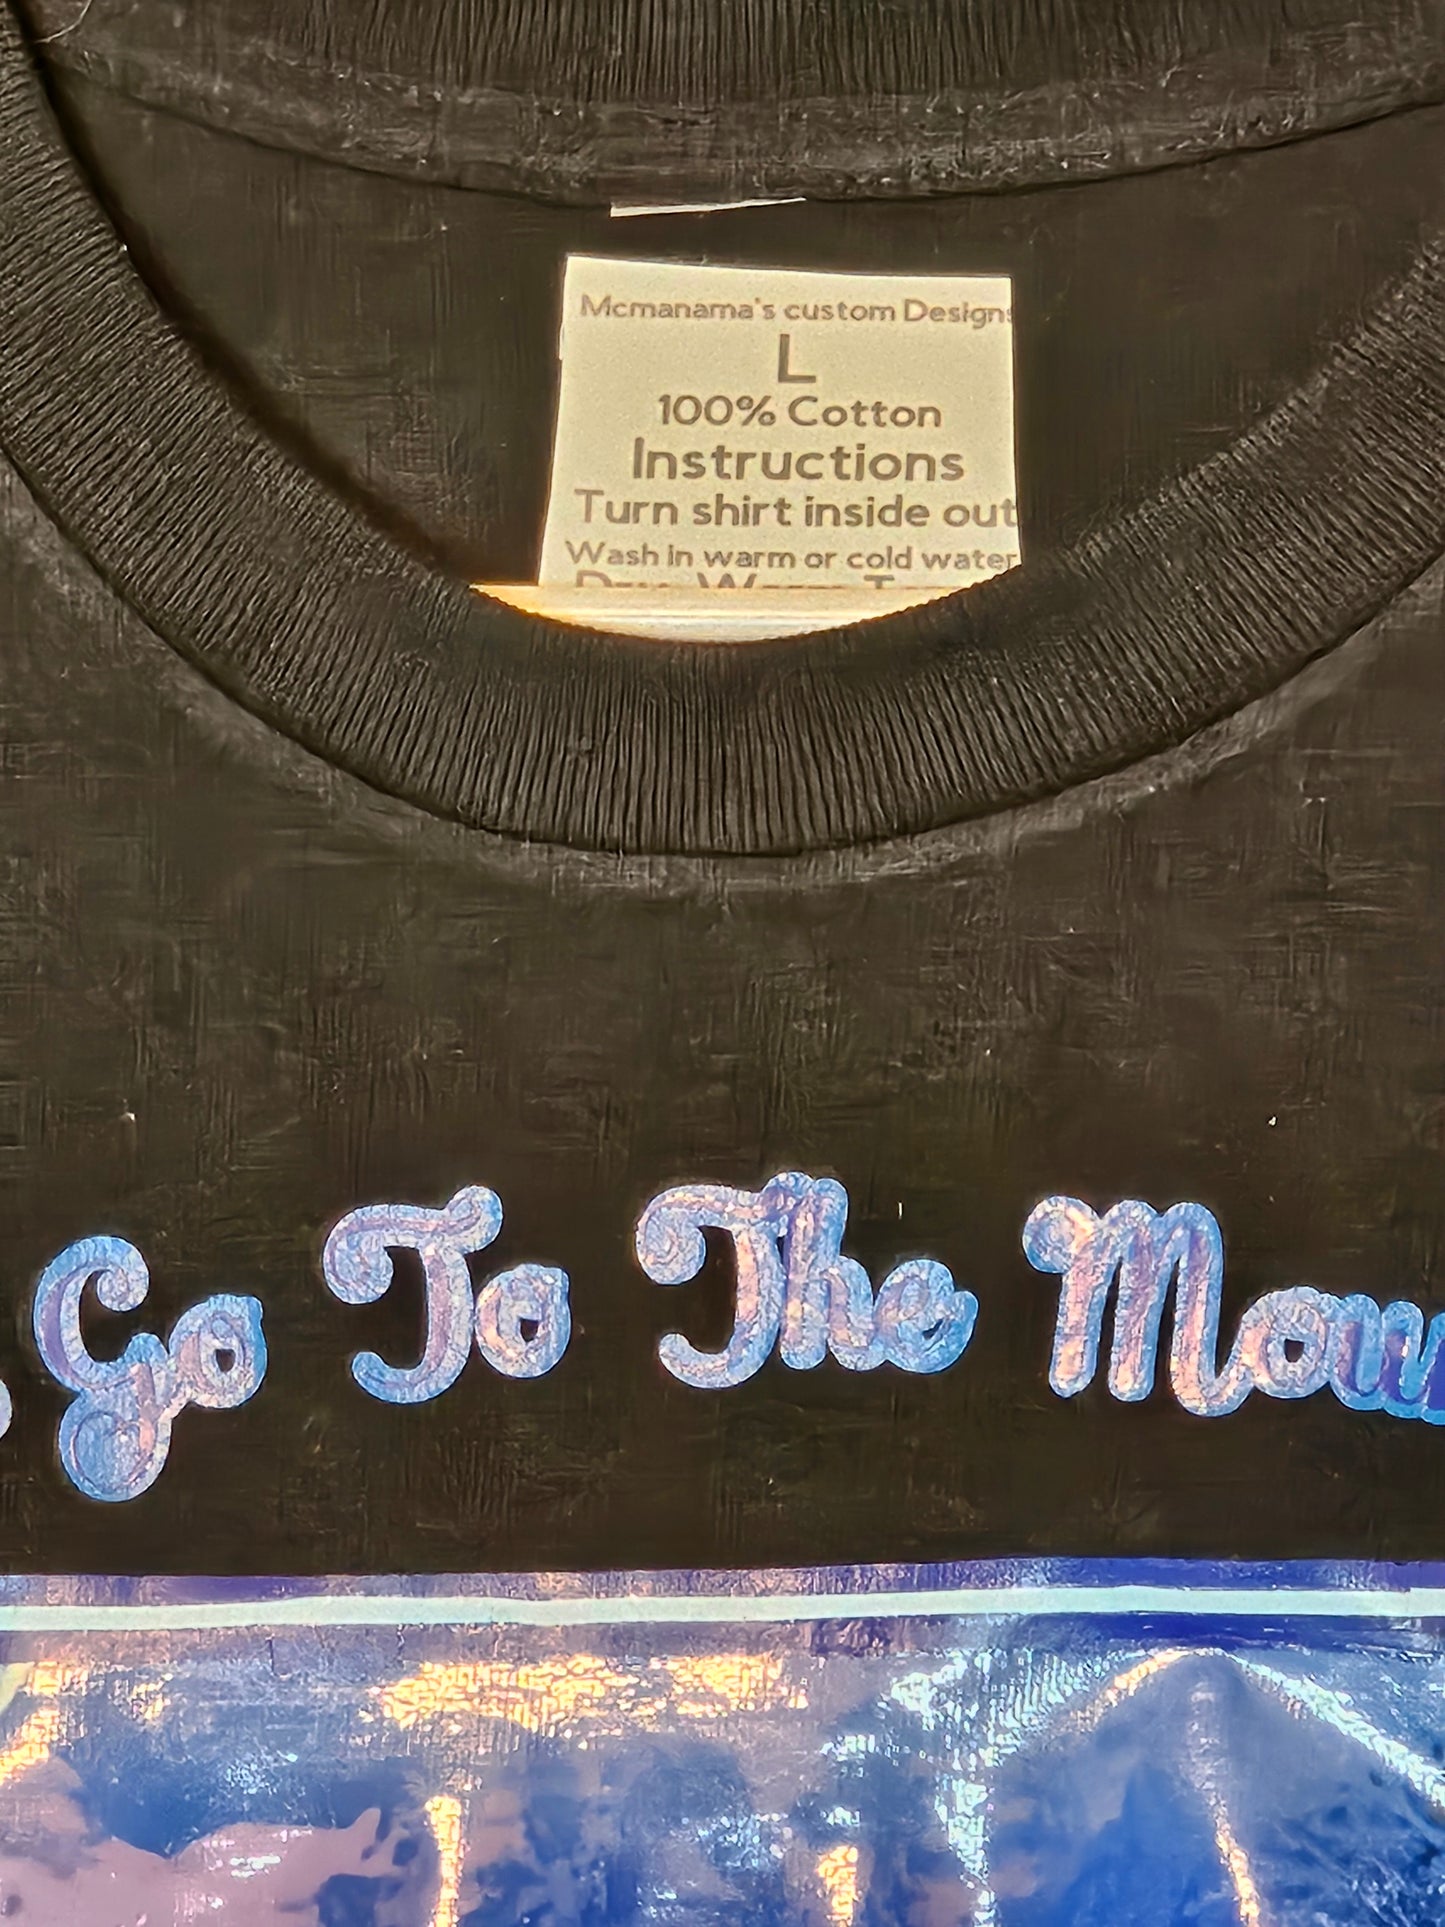 Mcmanama's custom Designs
L
100% Cotton
Instructions
Turn shirt inside out
Wash in warm or cold water
Go To The Mou